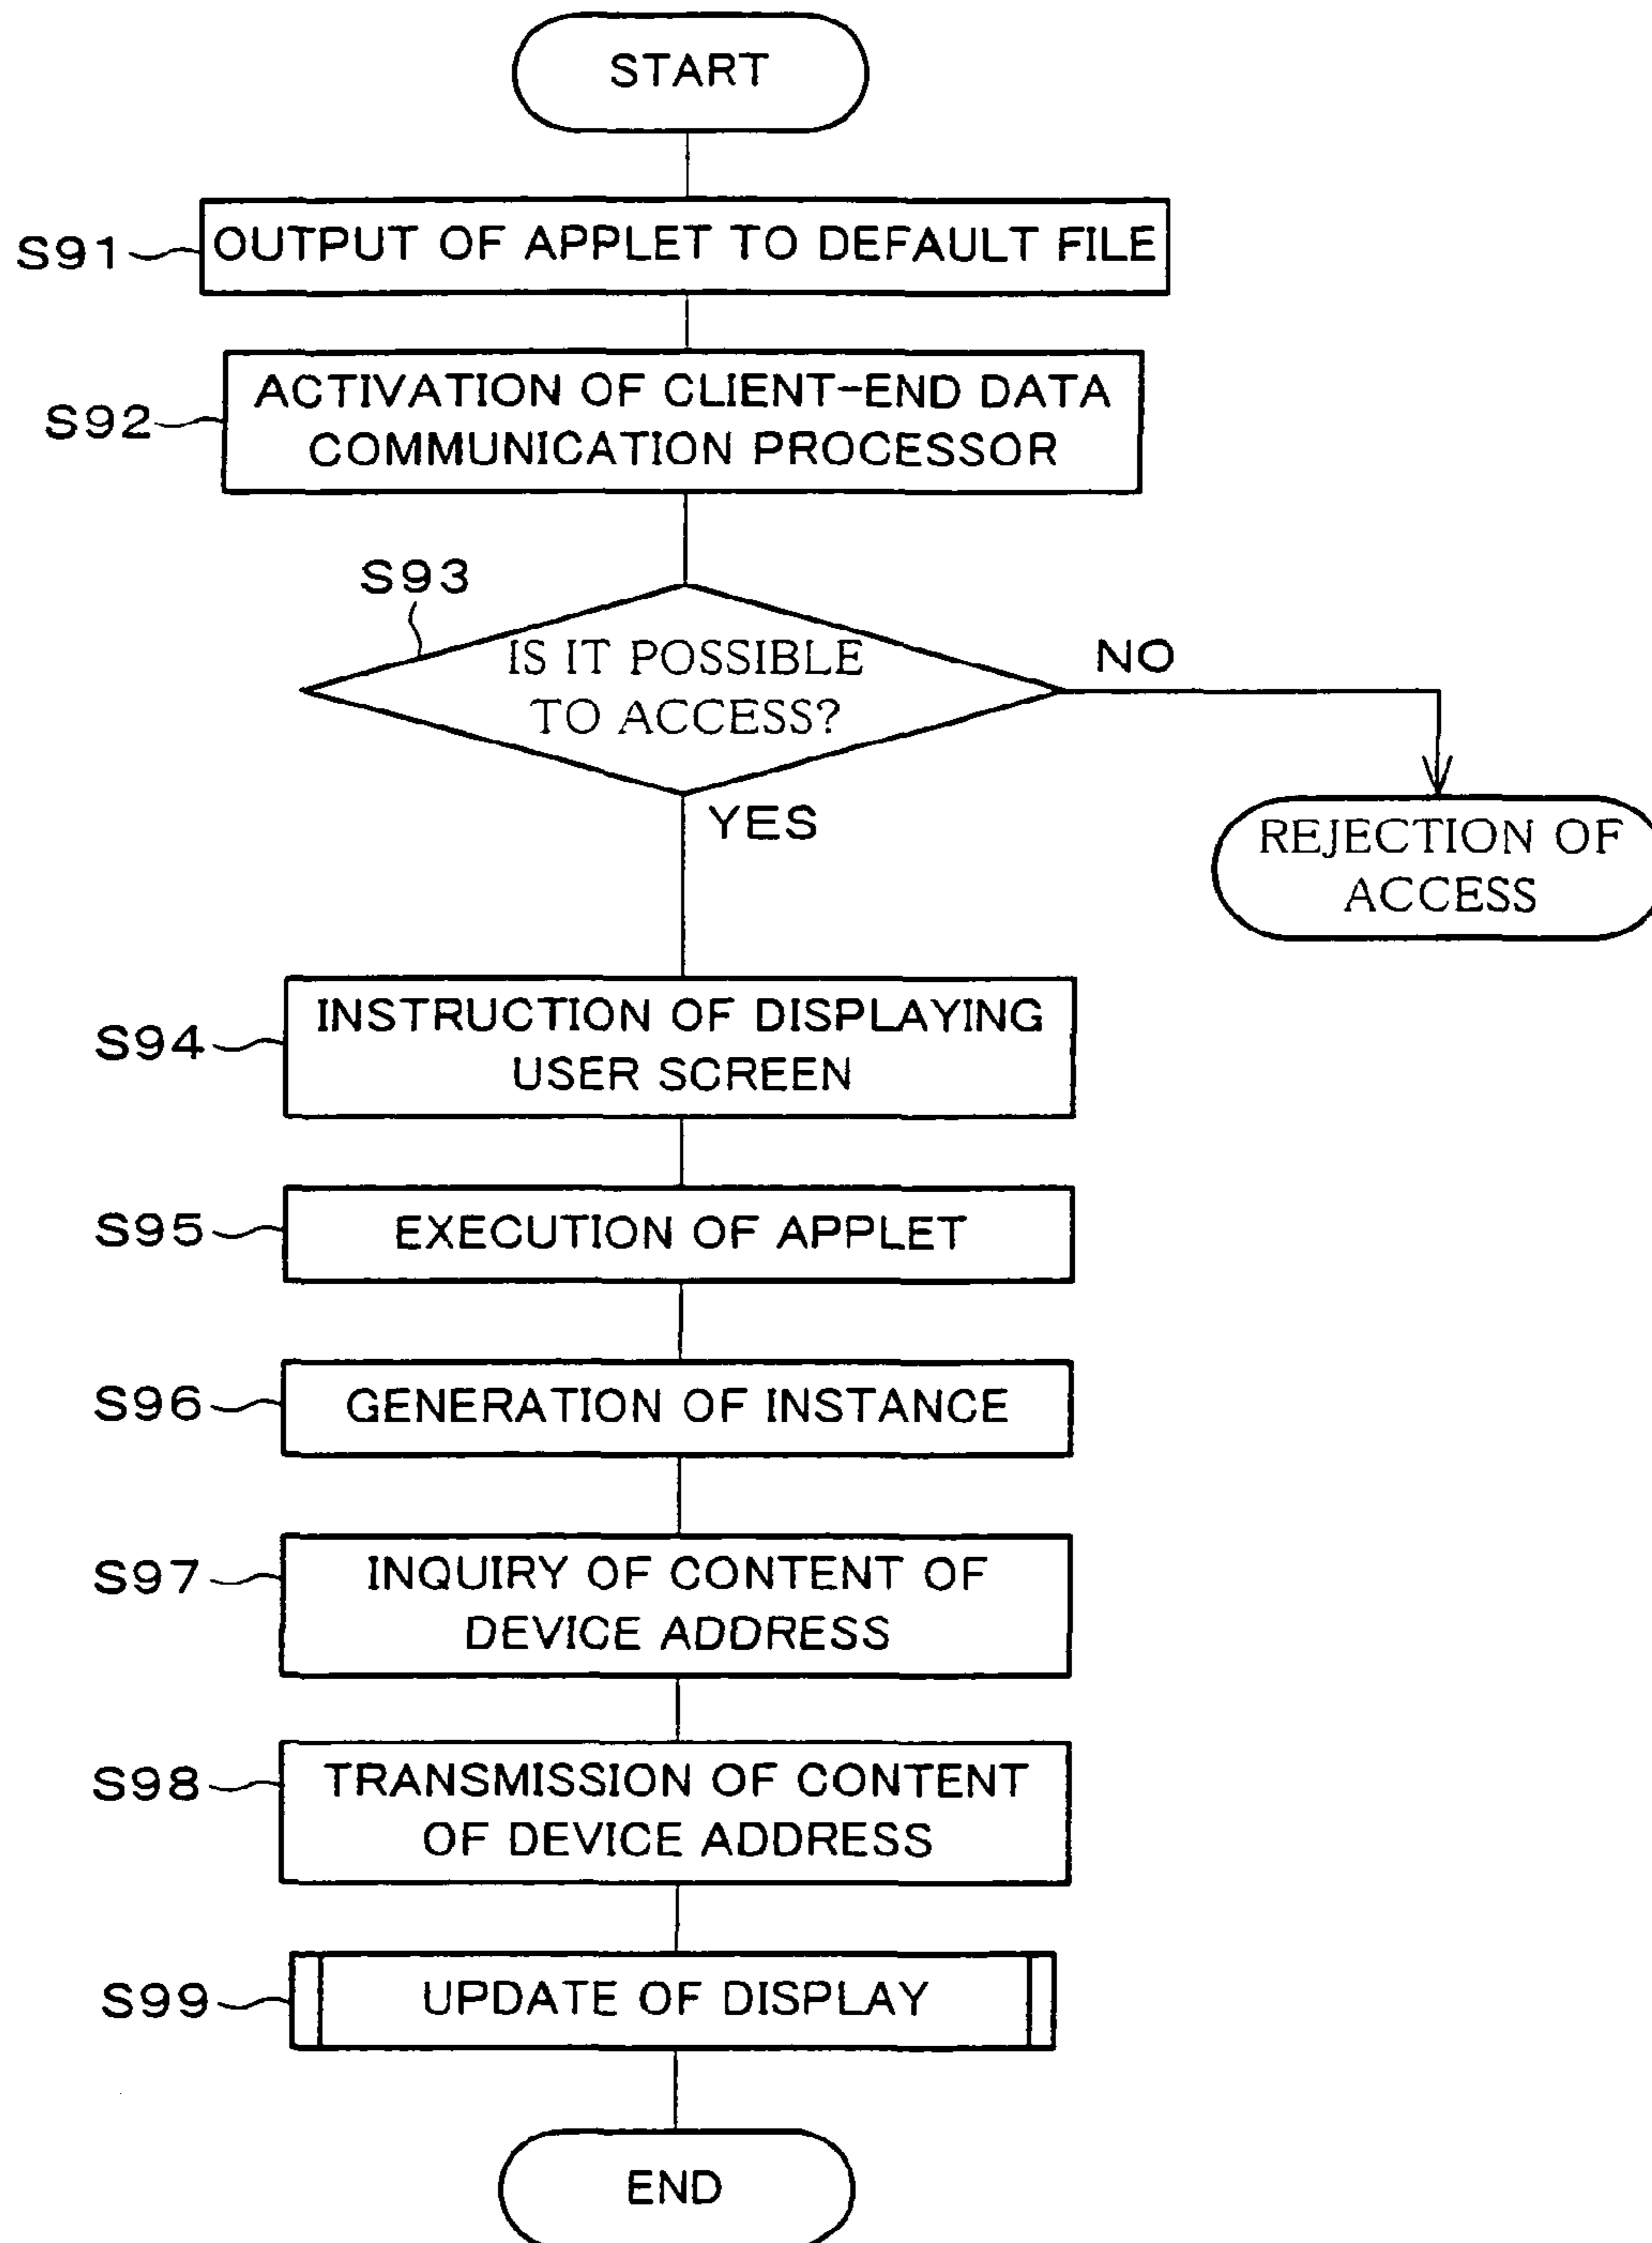 START
S91
OUTPUT OF APPLET TO DEFAULT FILE
S92
ACTIVATION OF CLIENT-END DATA
COMMUNICATION PROCESSOR
S93
IS IT POSSIBLE
TO ACCESS?
NO
YES
REJECTION OF
ACCESS
S94
INSTRUCTION OF DISPLAYING
USER SCREEN
S95
EXECUTION OF APPLET
S96
GENERATION OF INSTANCE
S97
INQUIRY OF CONTENT OF
DEVICE ADDRESS
S98
TRANSMISSION OF CONTENT
OF DEVICE ADDRESS
S99
UPDATE OF DISPLAY
END